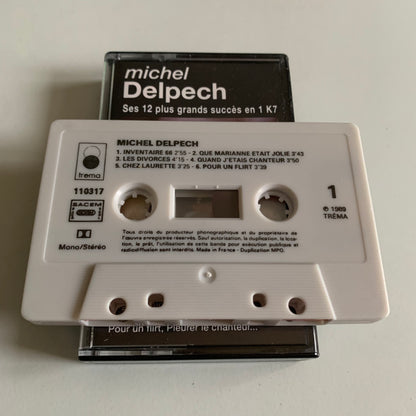 michel
Delpech
Ses 12 plus grands succès en 1 K7
MICHEL DELPECH
1. INVENTAIRE 66 2'55 - 2. QUE MARIANNE ETAIT JOLIE 3'43
3. LES DIVORCES 4'15 - 4. QUAND J'ETAIS CHANTEUR 3'50
5. CHEZ LAURETTE 3'25 - 6. POUR UN FLIRT 3'39
trema
110317
SACEM
Mono/Stéréo
1
℗ 1989
TRÉMA
Tous droits du producteur phonographique et du propriétaire de
l'œuvre enregistrée réservés. Sauf autorisation, la duplication, la loca-
tion, le prêt, l'utilisation de cette bande pour exécution publique et
radiodiffusion sont interdits. Made in France - Duplication MPO.
Pour un flirt, Pleurer le chanteur...